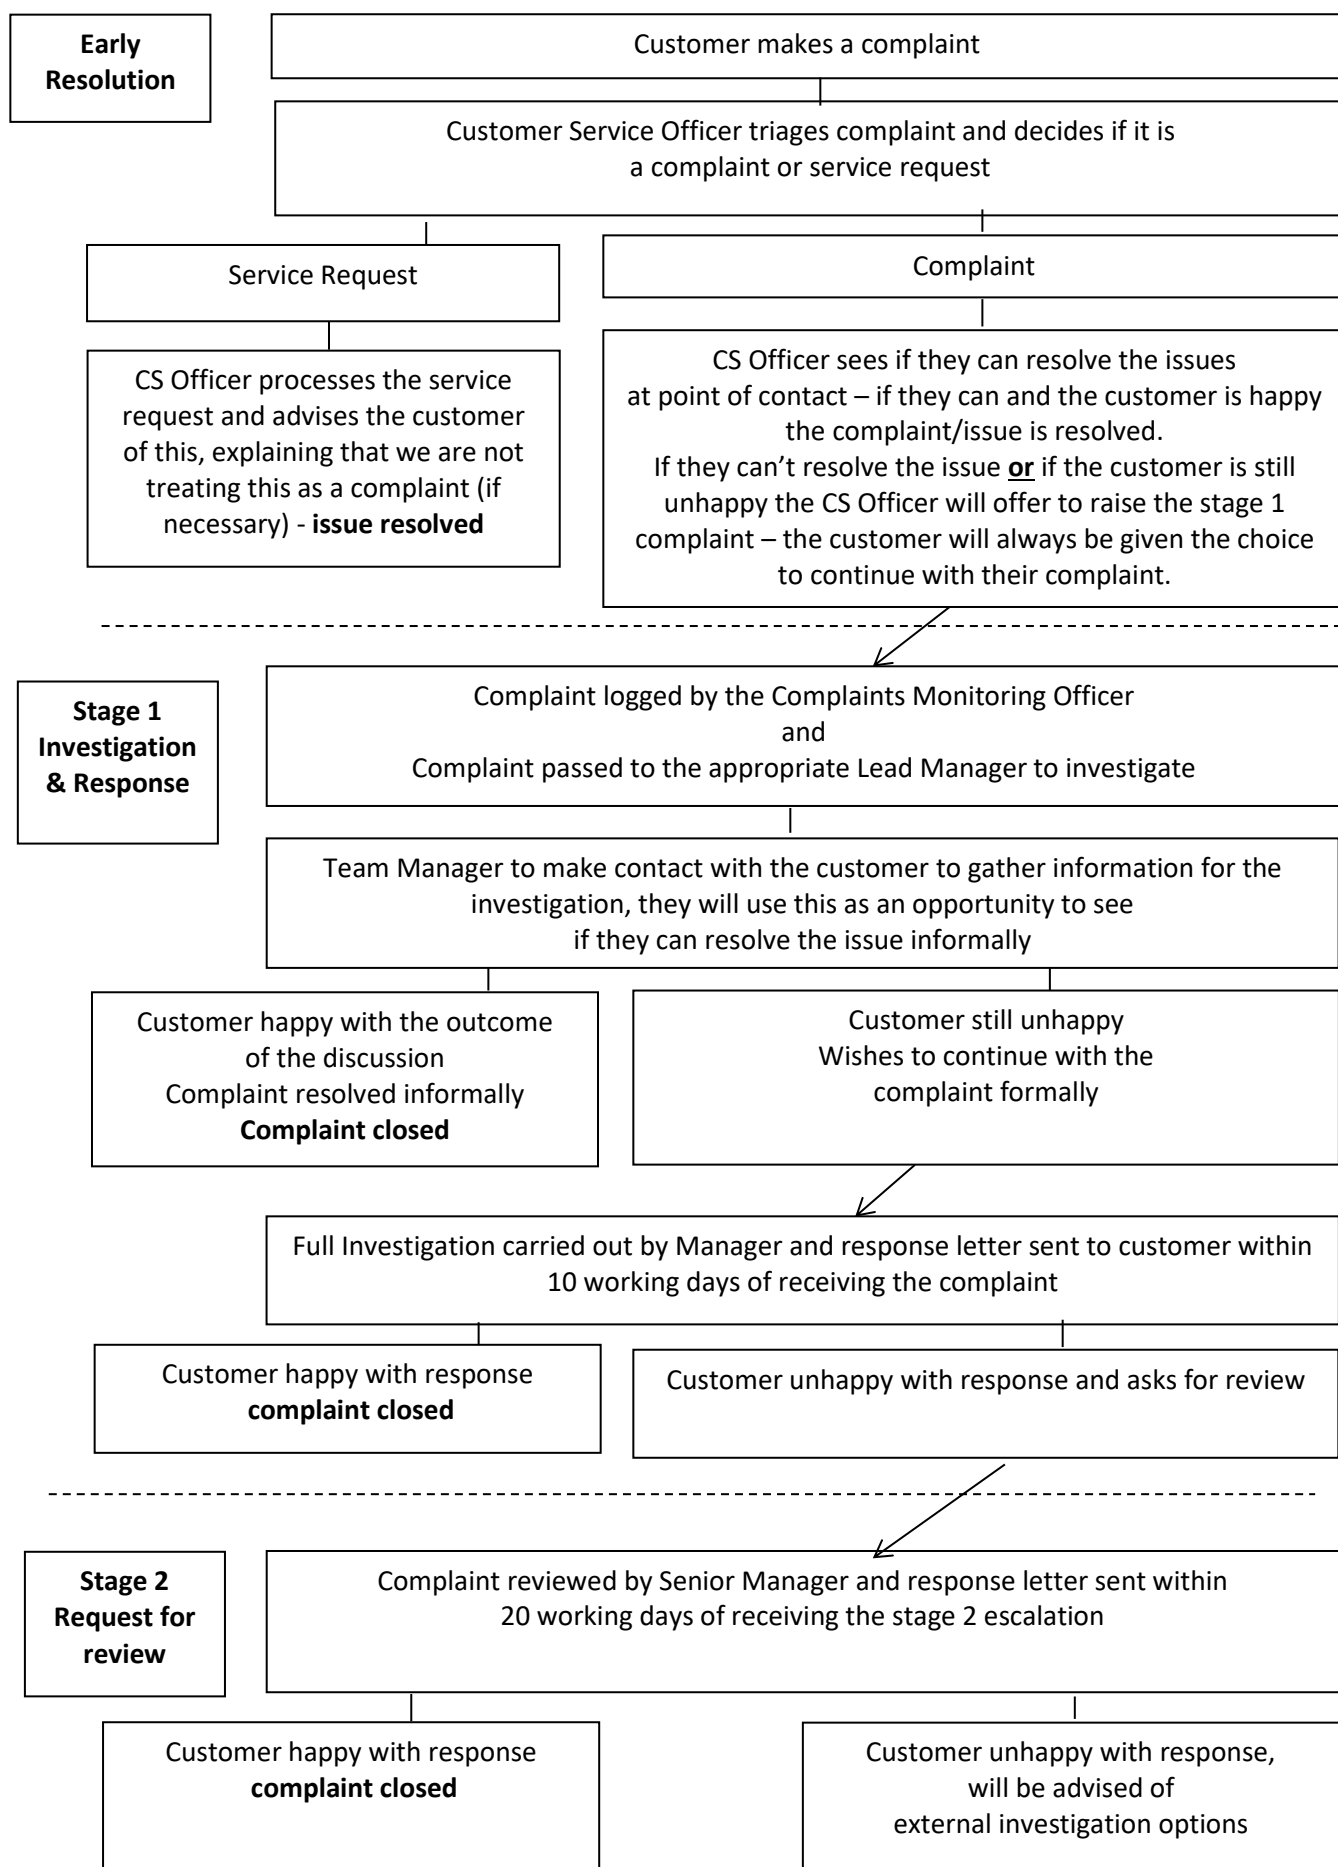 Early
Resolution
Customer makes a complaint
Customer Service Officer triages complaint and decides if it is
a complaint or service request
Service Request
Complaint
CS Officer processes the service
request and advises the customer
of this, explaining that we are not
treating this as a complaint (if
necessary) - issue resolved
CS Officer sees if they can resolve the issues
at point of contact – if they can and the customer is happy
the complaint/issue is resolved.
If they can’t resolve the issue or if the customer is still
unhappy the CS Officer will offer to raise the stage 1
complaint – the customer will always be given the choice
to continue with their complaint.
Stage 1
Investigation
& Response
Complaint logged by the Complaints Monitoring Officer
and
Complaint passed to the appropriate Lead Manager to investigate
Team Manager to make contact with the customer to gather information for the
investigation, they will use this as an opportunity to see
if they can resolve the issue informally
Customer happy with the outcome
of the discussion
Complaint resolved informally
Complaint closed
Customer still unhappy
Wishes to continue with the
complaint formally
Full Investigation carried out by Manager and response letter sent to customer within
10 working days of receiving the complaint
Customer happy with response
complaint closed
Customer unhappy with response and asks for review
Stage 2
Request for
review
Complaint reviewed by Senior Manager and response letter sent within
20 working days of receiving the stage 2 escalation
Customer happy with response
complaint closed
Customer unhappy with response,
will be advised of
external investigation options